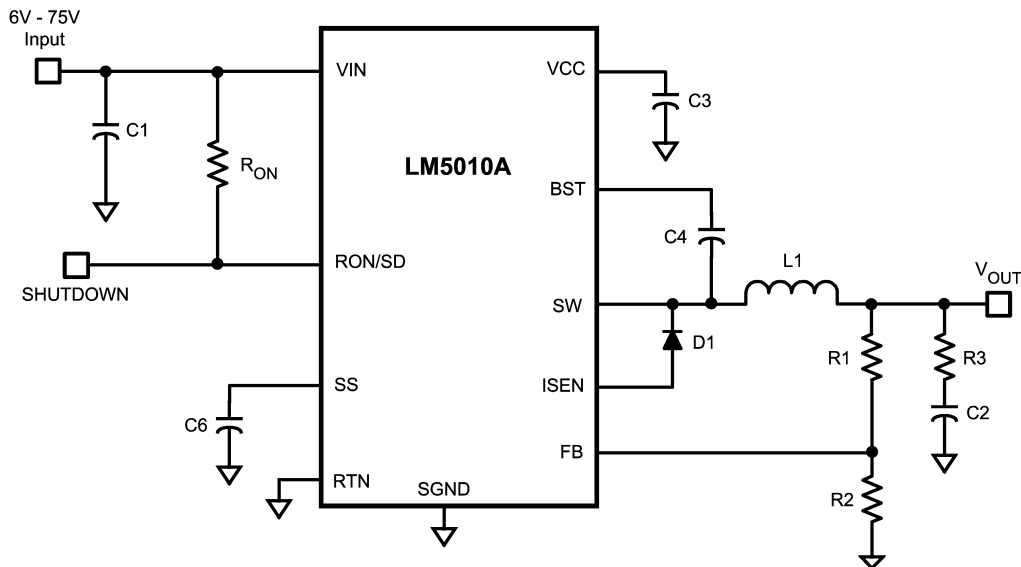 6V - 75V
Input
VIN
VCC
C3
C1
LM5010A
RON
BST
C4
L1
VOUT
SHUTDOWN
RON/SD
SW
D1
R1
R3
ISEN
SS
C6
C2
FB
RTN
SGND
R2